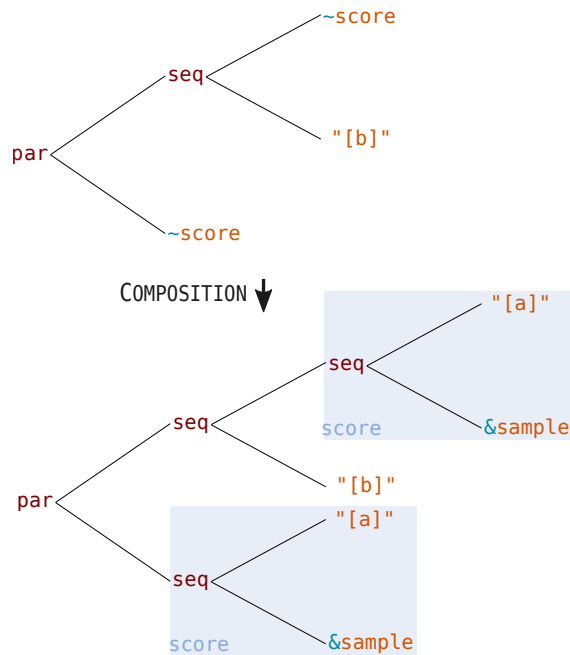 ~score
seq
"[b]"
par
~score
COMPOSITION
"[a]"
seq
score
&sample
seq
"[b]"
par
"[a]"
seq
score
&sample